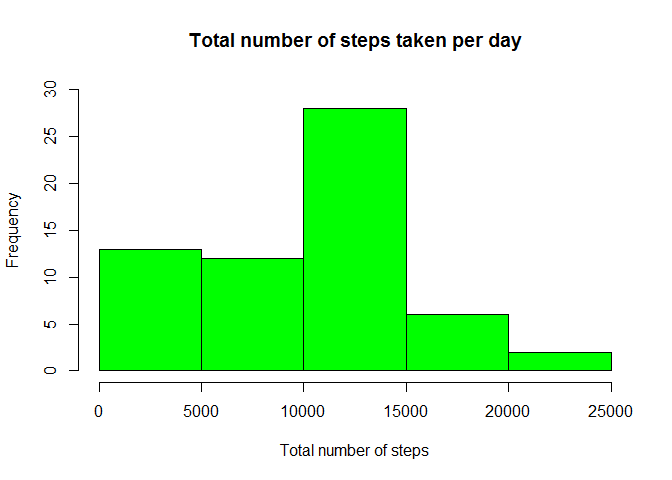 Total number of steps taken per day
30
25
20
15
10
5
0
Frequency
0 5000 10000 15000 20000 25000
Total number of steps